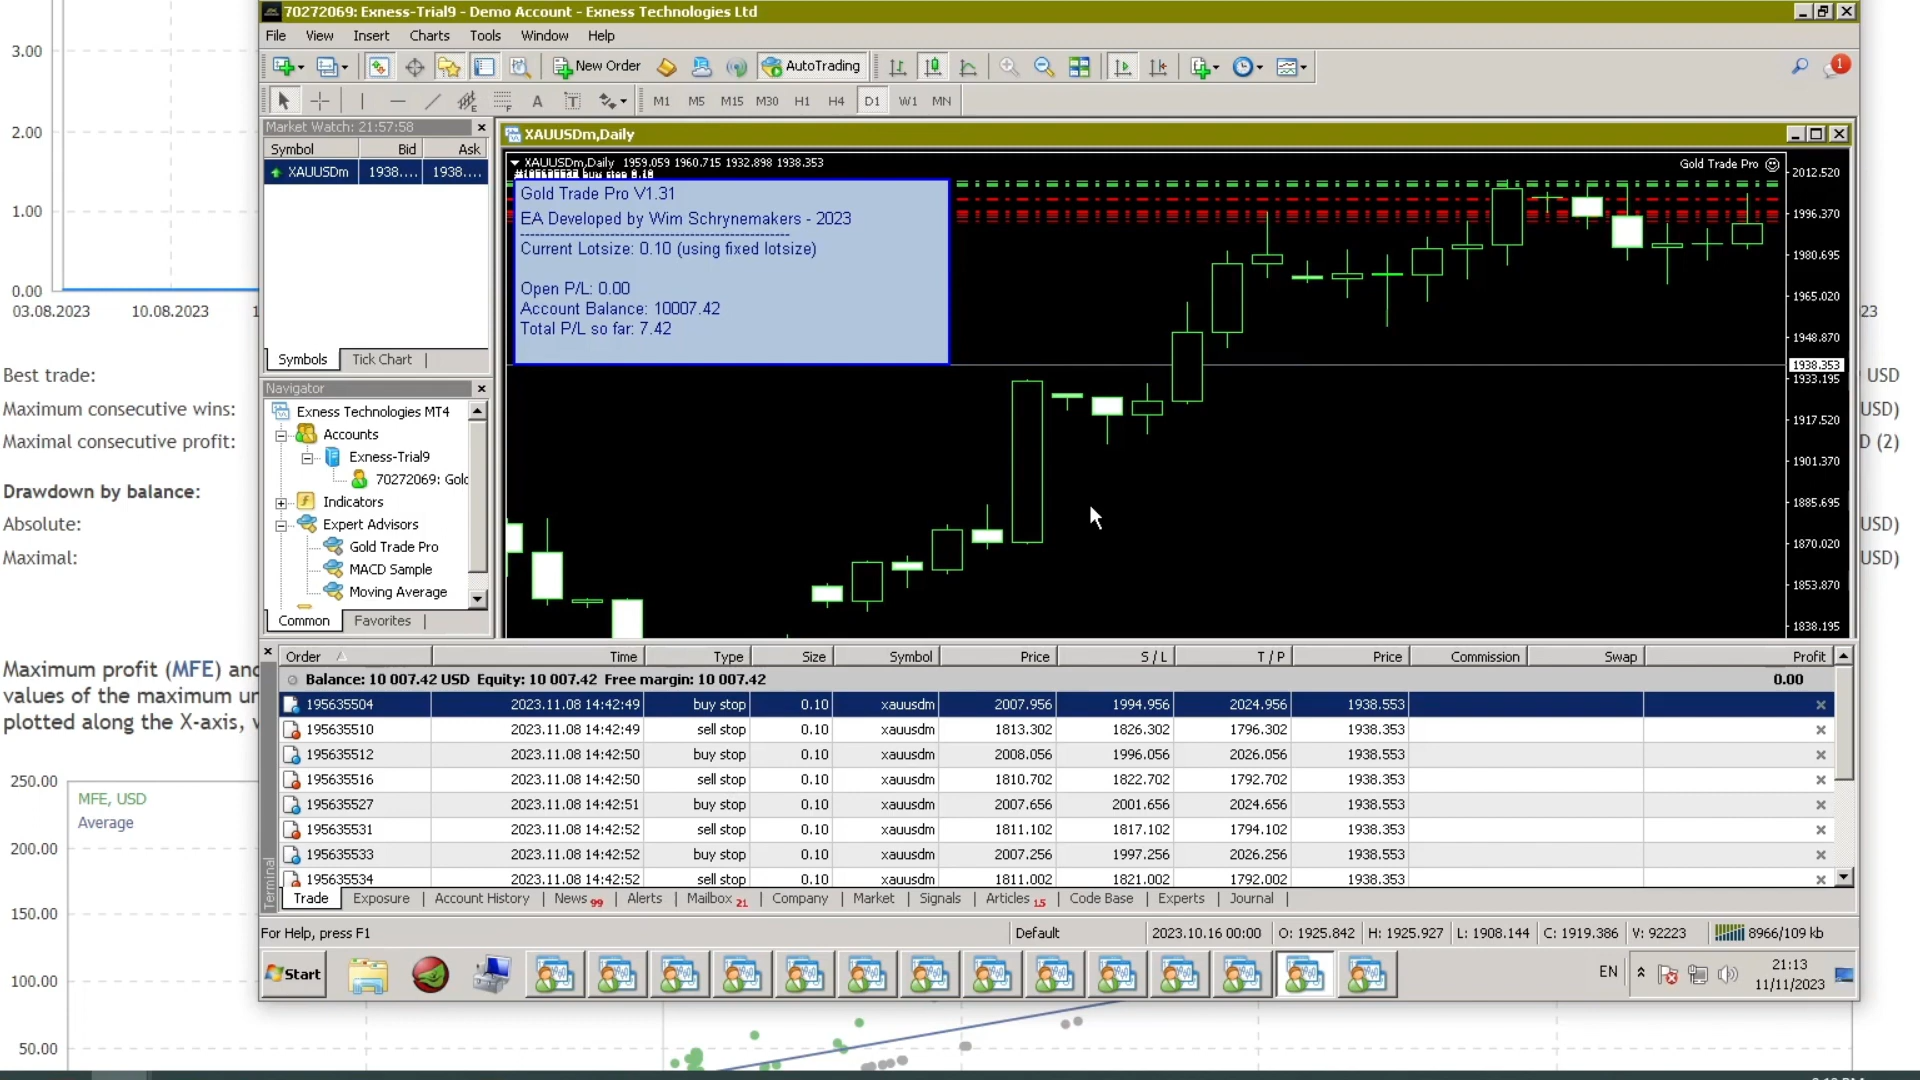 70272069: Exness-Trial9 - Demo Account - Exness Technologies Ltd
File View Insert Charts Tools Window Help
New Order AutoTrading 1
A T M1 M5 M15 M30 H1 H4 D1 W1 MN
Market Watch: 21:57:58
Symbol Bid Ask
XAUUSDm 1938.... 1938....
Symbols Tick Chart
Navigator
Exness Technologies MT4
Accounts
Exness-Trial9
70272069: Gold
Indicators
Expert Advisors
Gold Trade Pro
MACD Sample
Moving Average
Common Favorites
XAUUSDm,Daily
XAUUSDm,Daily 1959.059 1960.715 1932.898 1938.353
Gold Trade Pro
Gold Trade Pro V1.31
EA Developed by Wim Schrynemakers - 2023
Current Lotsize: 0.10 (using fixed lotsize)
Open P/L: 0.00
Account Balance: 10007.42
Total P/L so far: 7.42
2012.520
1996.370
1980.695
1965.020
1948.870
1938.353
1933.195
1917.520
1901.370
1885.695
1870.020
1853.870
1838.195
Order Time Type Size Symbol Price S / L T / P Price Commission Swap Profit
Balance: 10 007.42 USD Equity: 10 007.42 Free margin: 10 007.42 0.00
195635504 2023.11.08 14:42:49 buy stop 0.10 xauusdm 2007.956 1994.956 2024.956 1938.553
195635510 2023.11.08 14:42:49 sell stop 0.10 xauusdm 1813.302 1826.302 1796.302 1938.353
195635512 2023.11.08 14:42:50 buy stop 0.10 xauusdm 2008.056 1996.056 2026.056 1938.553
195635516 2023.11.08 14:42:50 sell stop 0.10 xauusdm 1810.702 1822.702 1792.702 1938.353
195635527 2023.11.08 14:42:51 buy stop 0.10 xauusdm 2007.656 2001.656 2024.656 1938.553
195635531 2023.11.08 14:42:52 sell stop 0.10 xauusdm 1811.102 1817.102 1794.102 1938.353
195635533 2023.11.08 14:42:52 buy stop 0.10 xauusdm 2007.256 1997.256 2026.256 1938.553
195635534 2023.11.08 14:42:52 sell stop 0.10 xauusdm 1811.002 1821.002 1792.002 1938.353
Terminal
Trade Exposure Account History News 99 Alerts Mailbox 21 Company Market Signals Articles 15 Code Base Experts Journal
For Help, press F1 Default 2023.10.16 00:00 O: 1925.842 H: 1925.927 L: 1908.144 C: 1919.386 V: 92223 8966/109 kb
Start EN 21:13
11/11/2023
3.00
2.00
1.00
0.00
03.08.2023 10.08.2023 1
23
Best trade: USD
Maximum consecutive wins: USD)
Maximal consecutive profit: D (2)
Drawdown by balance:
Absolute: USD)
Maximal: USD)
Maximum profit (MFE) and
values of the maximum un
plotted along the X-axis, v
250.00
MFE, USD
Average
200.00
150.00
100.00
50.00